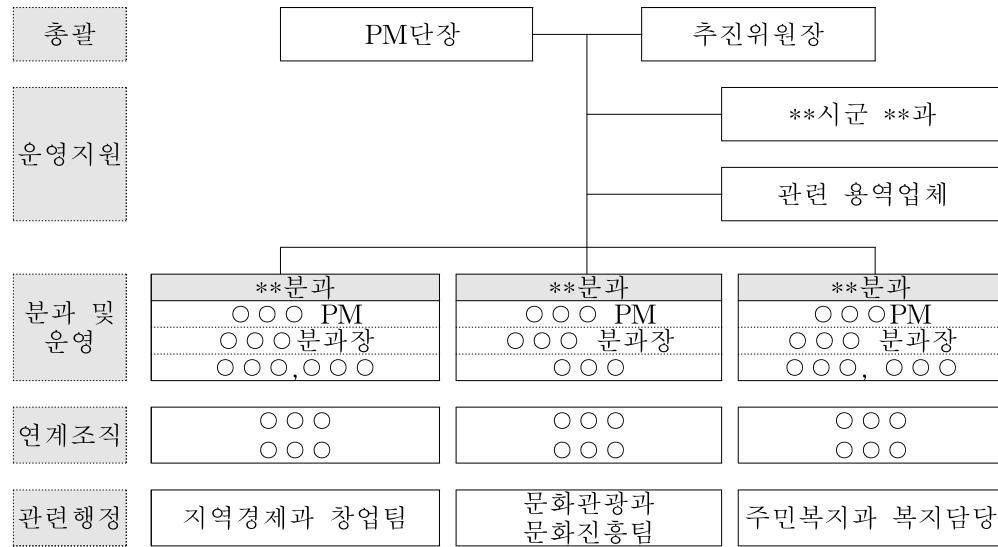 총괄
PM단장
추진위원장
운영지원
**시군 **과
관련 용역업체
분과 및
운영
**분과
○○○ PM
○○○분과장
○○○,○○○
**분과
○○○ PM
○○○ 분과장
○○○
**분과
○○○PM
○○○ 분과장
○○○, ○○○
연계조직
○○○
○○○
○○○
○○○
○○○
○○○
관련행정
지역경제과 창업팀
문화관광과
문화진흥팀
주민복지과 복지담당